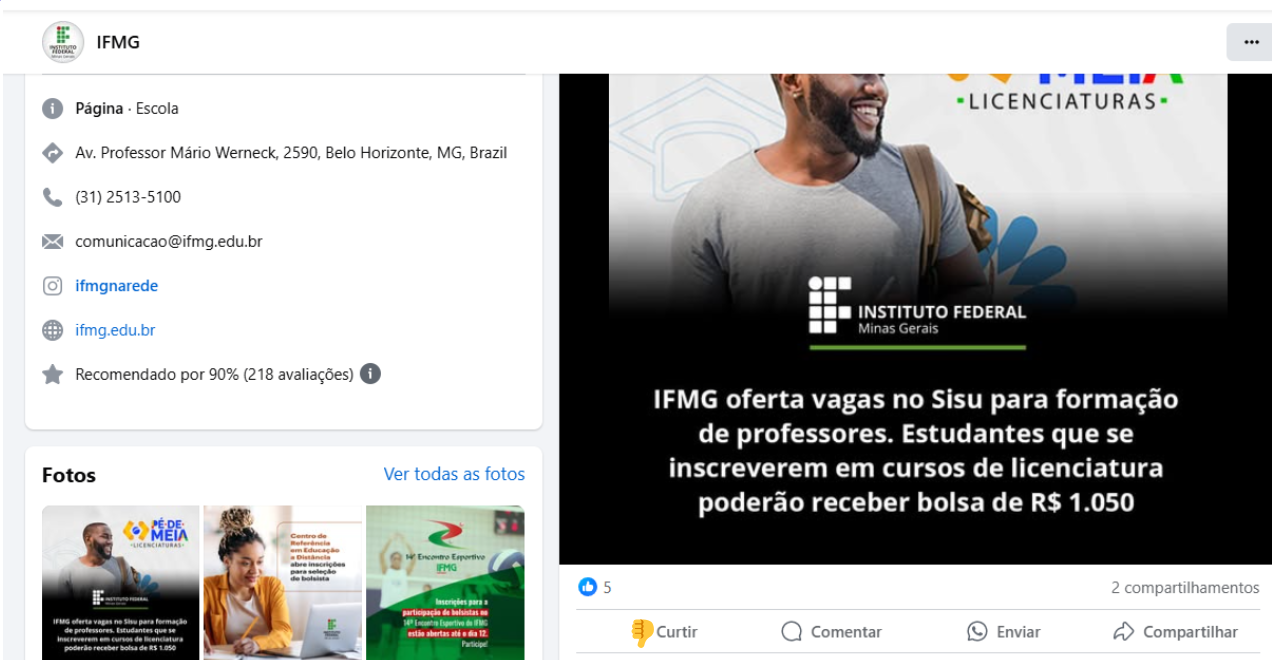 INSTITUTO
FEDERAL
IFMG
Página · Escola
Av. Professor Mário Werneck, 2590, Belo Horizonte, MG, Brazil
(31) 2513-5100
comunicacao@ifmg.edu.br
ifmgnarede
ifmg.edu.br
Recomendado por 90% (218 avaliações)
Fotos
Ver todas as fotos
PÉ-DE-
MEIA
•LICENCIATURAS•
INSTITUTO FEDERAL
Minas Gerais
IFMG oferta vagas no Sisu para formação
de professores. Estudantes que se
inscreverem em cursos de licenciatura
poderão receber bolsa de R$ 1.050
Centro de
Referência
em Educação
a Distância
abre inscrições
para seleção
de bolsista
14º Encontro Esportivo
IFMG
Inscrições para a
participação de bolsistas no
14º Encontro Esportivo do IFMG
estão abertas até o dia 12.
Participe!
MEIA
•LICENCIATURAS•
INSTITUTO FEDERAL
Minas Gerais
IFMG oferta vagas no Sisu para formação
de professores. Estudantes que se
inscreverem em cursos de licenciatura
poderão receber bolsa de R$ 1.050
5
2 compartilhamentos
Curtir
Comentar
Enviar
Compartilhar